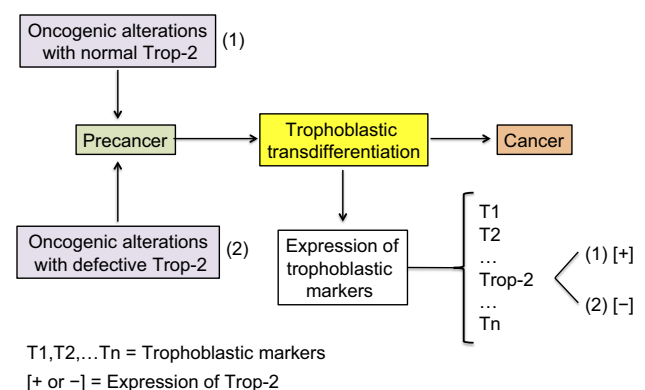 Oncogenic alterations
with normal Trop-2
(1)
Precancer
Trophoblastic
transdifferentiation
Cancer
Oncogenic alterations
with defective Trop-2
(2)
Expression of
trophoblastic
markers
T1
T2
...
Trop-2
...
Tn
(1) [+]
(2) [−]
T1,T2,...Tn = Trophoblastic markers
[+ or −] = Expression of Trop-2